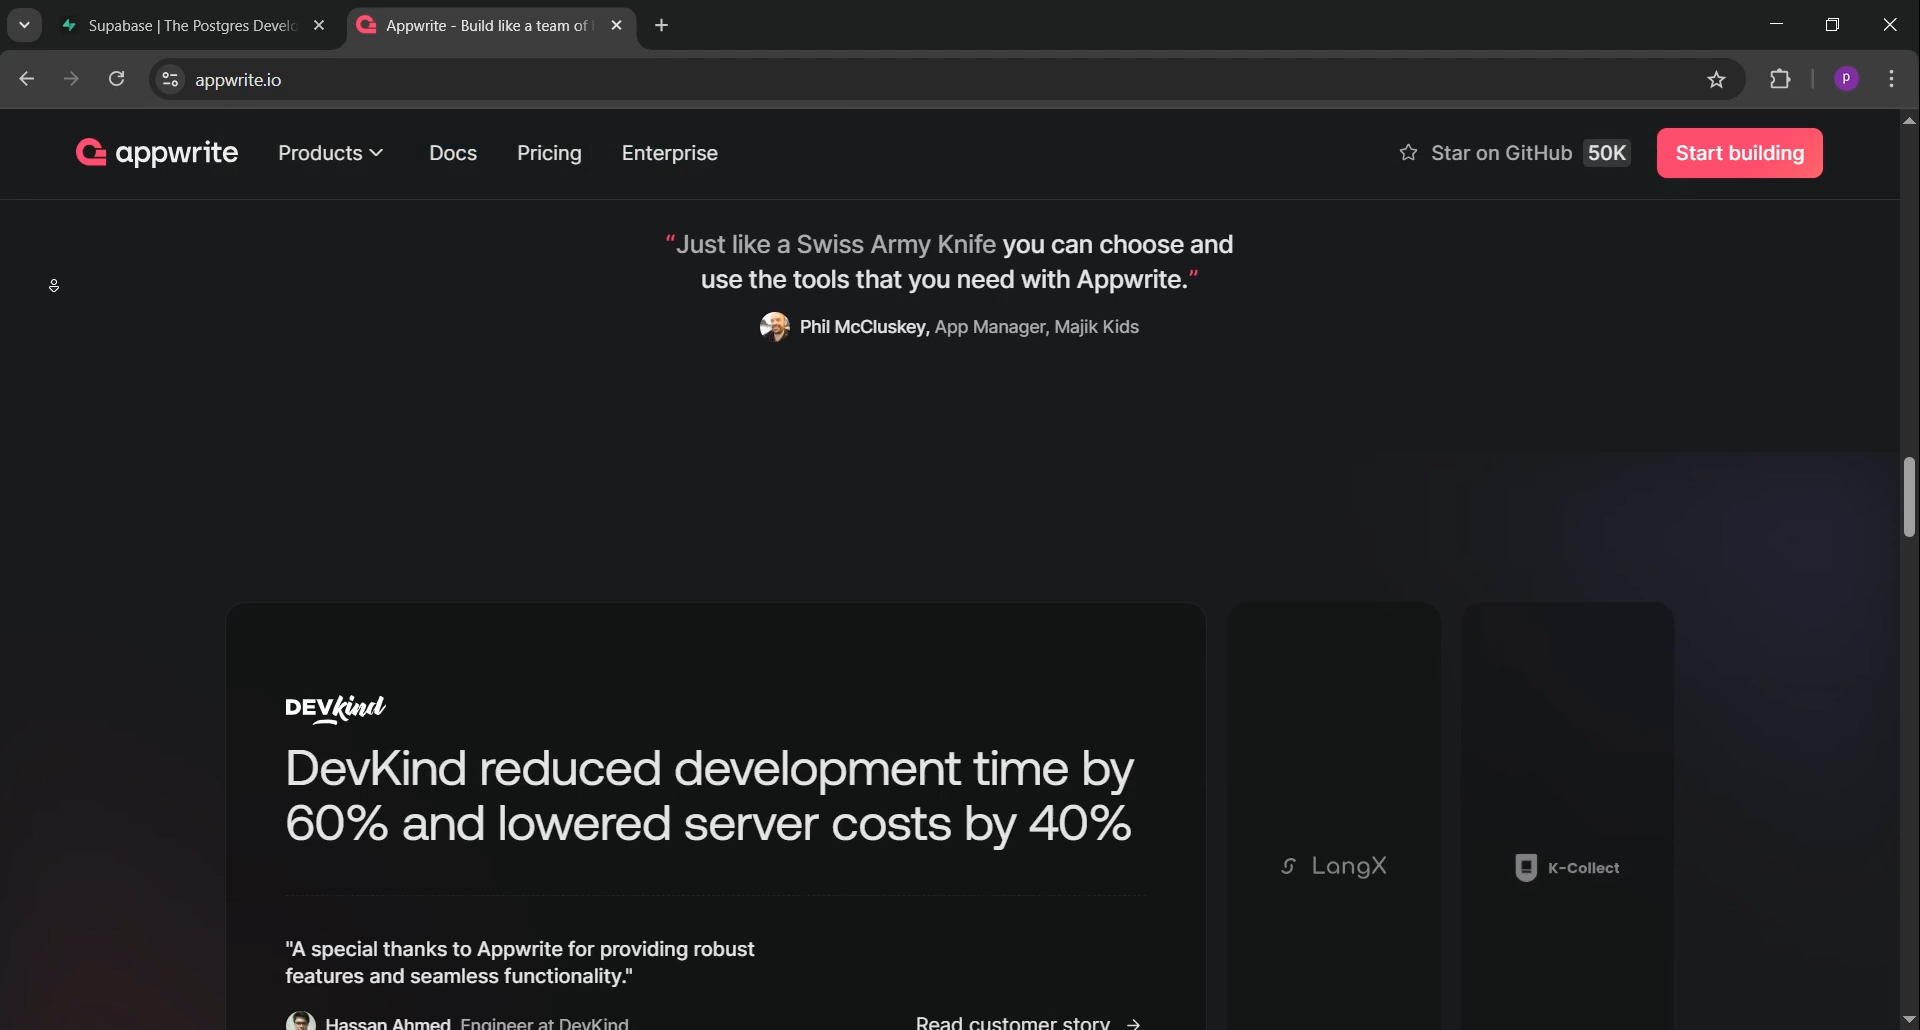 Supabase | The Postgres Develo
Appwrite - Build like a team of
appwrite.io
P
appwrite
Products
Docs
Pricing
Enterprise
Star on GitHub 50K
Start building
“Just like a Swiss Army Knife you can choose and
use the tools that you need with Appwrite.”
Phil McCluskey, App Manager, Majik Kids
DEVkind
DevKind reduced development time by
60% and lowered server costs by 40%
LangX
K-Collect
"A special thanks to Appwrite for providing robust
features and seamless functionality."
Hassan Ahmed Engineer at DevKind
Read customer story →